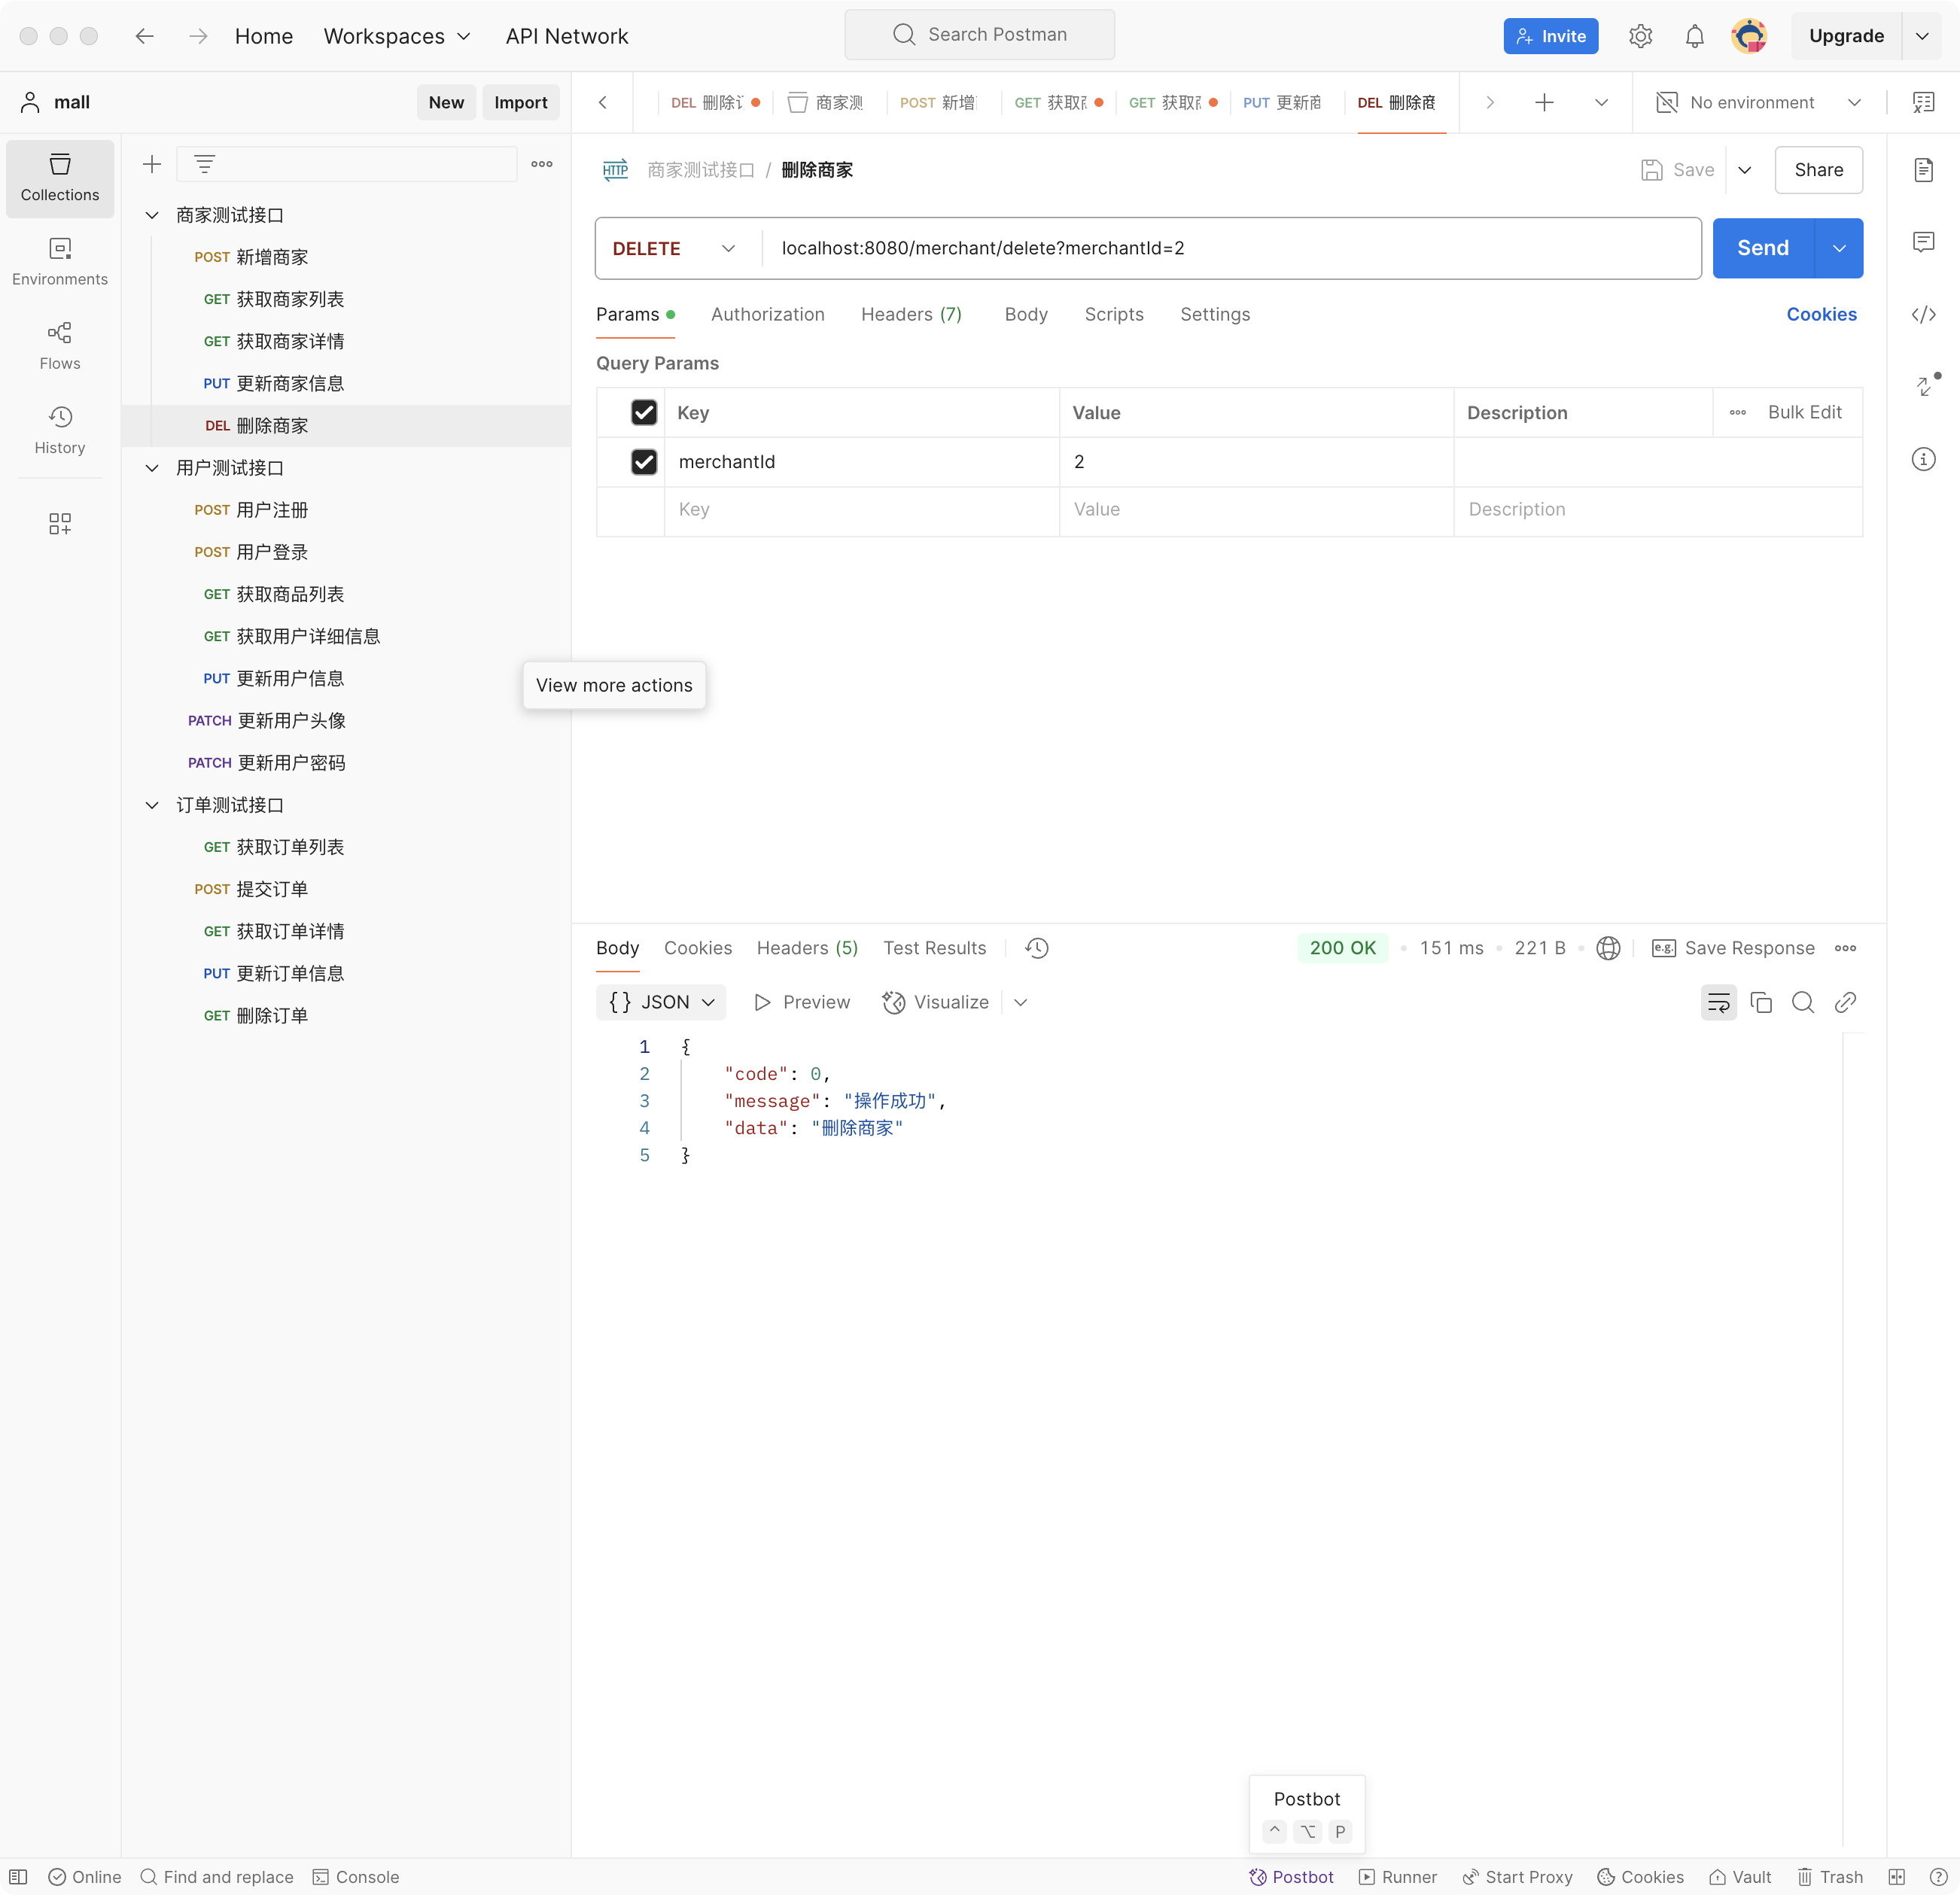 Home Workspaces API Network Search Postman Invite Upgrade
mall New Import
DEL 删除 商家测 POST 新增 GET 获取 GET 获取 PUT 更新商 DEL 删除商 No environment
Collections
Environments
Flows
History
商家测试接口
POST 新增商家
GET 获取商家列表
GET 获取商家详情
PUT 更新商家信息
DEL 删除商家
用户测试接口
POST 用户注册
POST 用户登录
GET 获取商品列表
GET 获取用户详细信息
PUT 更新用户信息
PATCH 更新用户头像
PATCH 更新用户密码
订单测试接口
GET 获取订单列表
POST 提交订单
GET 获取订单详情
PUT 更新订单信息
GET 删除订单
View more actions
HTTP 商家测试接口 / 删除商家 Save Share
DELETE localhost:8080/merchant/delete?merchantId=2 Send
Params Authorization Headers (7) Body Scripts Settings Cookies
Query Params
Key Value Description Bulk Edit
merchantId 2
Key Value Description
Body Cookies Headers (5) Test Results 200 OK 151 ms 221 B e.g. Save Response
{} JSON Preview Visualize
1 {
2 "code": 0,
3 "message": "操作成功",
4 "data": "删除商家"
5 }
Postbot
^ ⌥ P
Online Find and replace Console Postbot Runner Start Proxy Cookies Vault Trash